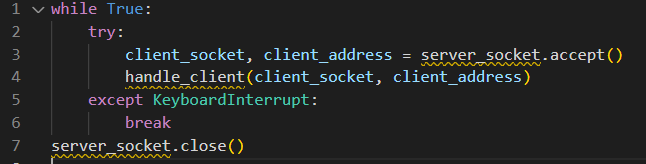 1 while True:
2     try:
3         client_socket, client_address = server_socket.accept()
4         handle_client(client_socket, client_address)
5     except KeyboardInterrupt:
6         break
7 server_socket.close()